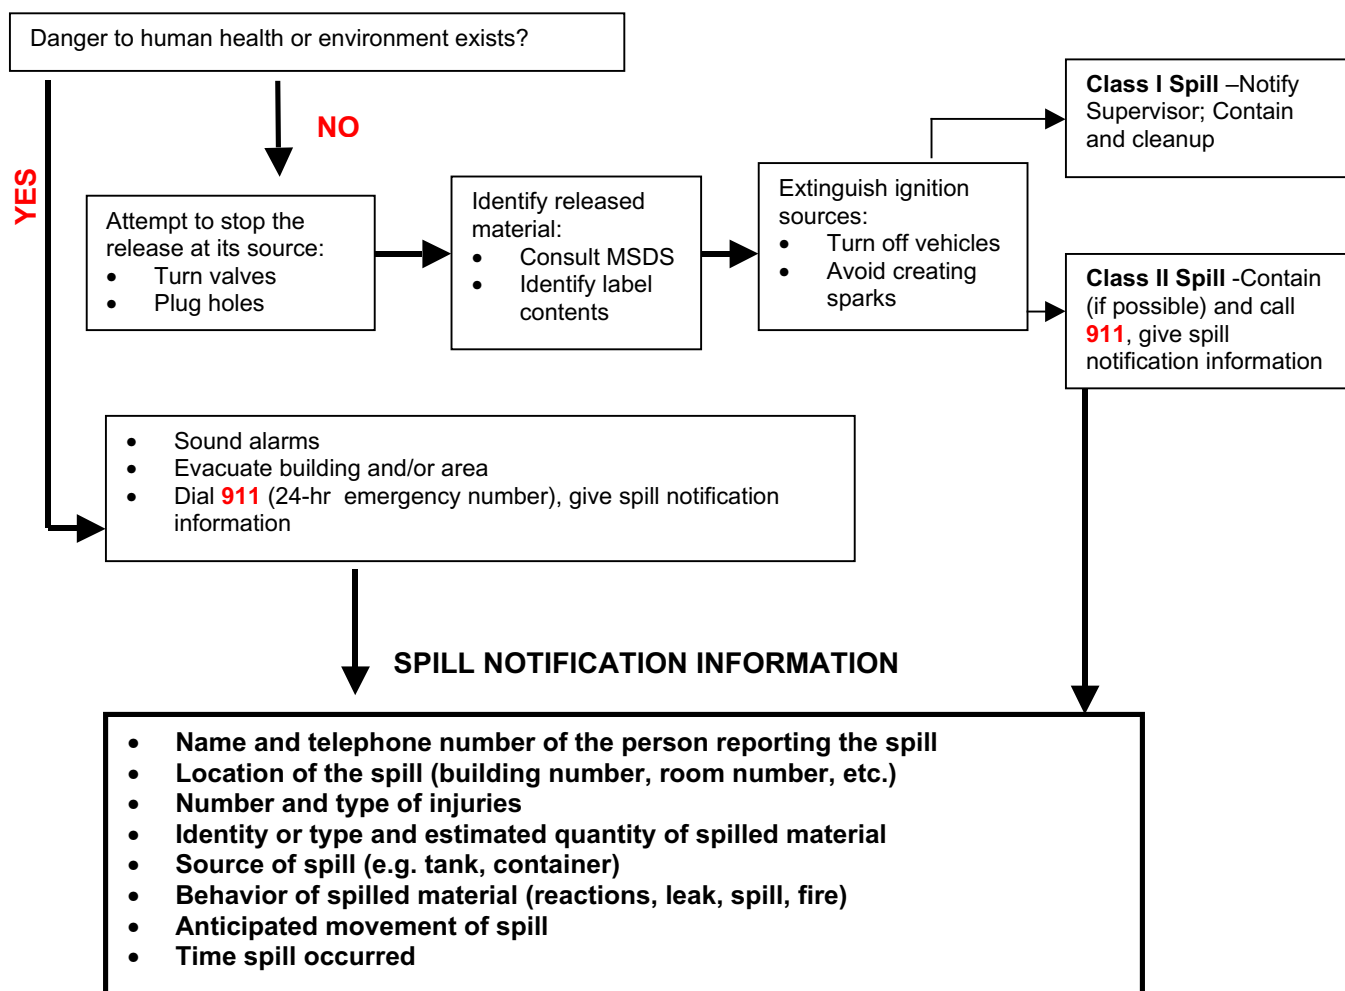 Danger to human health or environment exists?
YES
NO
Attempt to stop the
release at its source:
• Turn valves
• Plug holes
Identify released
material:
• Consult MSDS
• Identify label
contents
Extinguish ignition
sources:
• Turn off vehicles
• Avoid creating
sparks
Class I Spill –Notify
Supervisor; Contain
and cleanup
Class II Spill -Contain
(if possible) and call
911, give spill
notification information
• Sound alarms
• Evacuate building and/or area
• Dial 911 (24-hr  emergency number), give spill notification
information
SPILL NOTIFICATION INFORMATION
• Name and telephone number of the person reporting the spill
• Location of the spill (building number, room number, etc.)
• Number and type of injuries
• Identity or type and estimated quantity of spilled material
• Source of spill (e.g. tank, container)
• Behavior of spilled material (reactions, leak, spill, fire)
• Anticipated movement of spill
• Time spill occurred